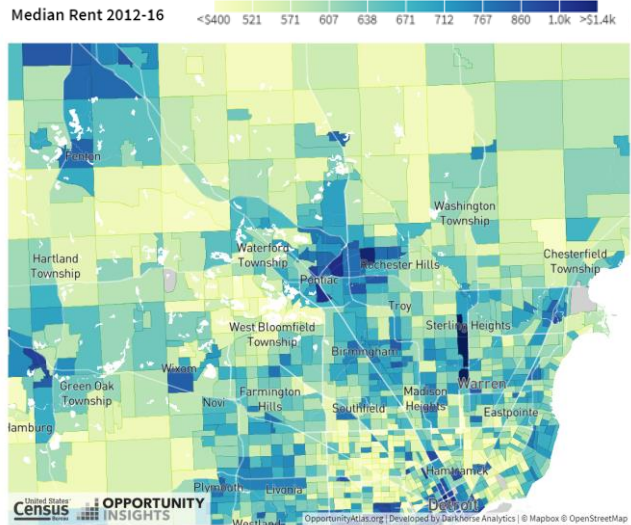 Median Rent 2012-16
<$400 521 571 607 638 671 712 767 860 1.0k >$1.4k
Fenton
Washington
Township
Hartland
Township
Waterford
Township
Chesterfield
Township
Rochester Hills
Pontiac
Troy
West Bloomfield
Township
Sterling Heights
Birmingham
Wixom
Green Oak
Township
Warren
Novi
Farmington
Hills
Madison
Heights
Southfield
Eastpointe
Hamburg
Hamtramck
Plymouth
Livonia
Detroit
Westland
United States®
Census
Bureau
OPPORTUNITY
INSIGHTS
OpportunityAtlas.org | Developed by Darkhorse Analytics | © Mapbox © OpenStreetMap